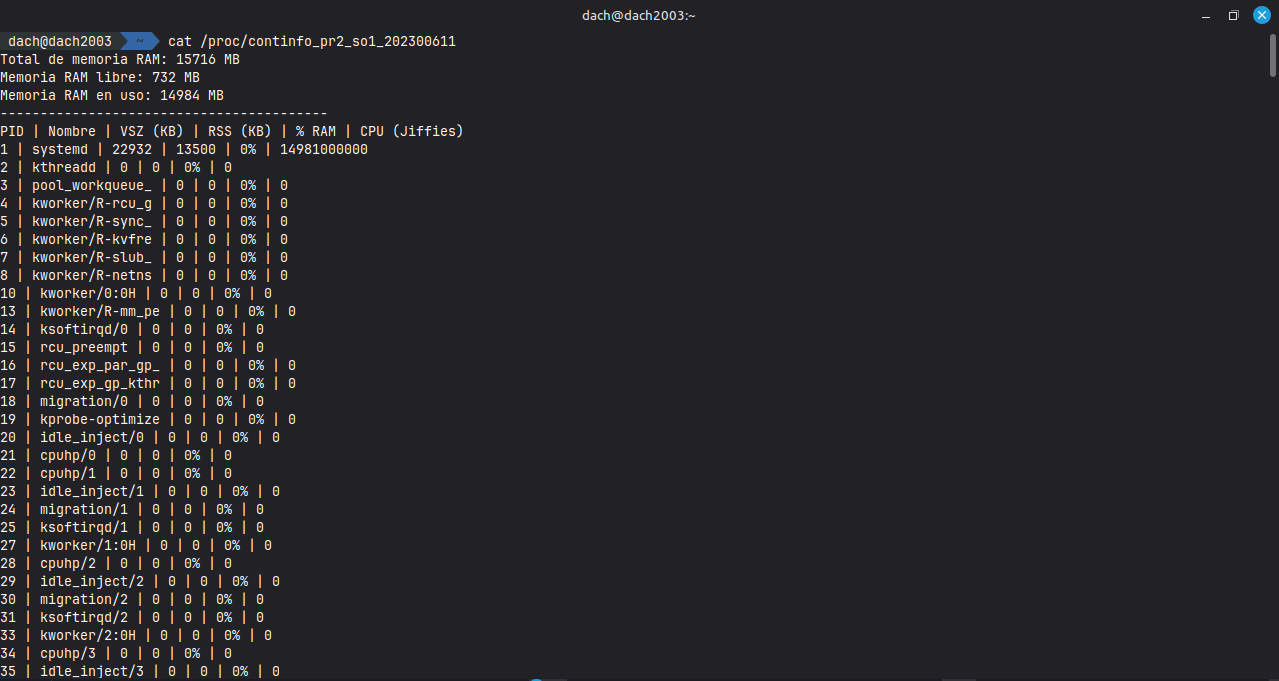 dach@dach2003:~
dach@dach2003 ~ cat /proc/continfo_pr2_so1_202300611
Total de memoria RAM: 15716 MB
Memoria RAM libre: 732 MB
Memoria RAM en uso: 14984 MB
-----------------------------------------
PID | Nombre | VSZ (KB) | RSS (KB) | % RAM | CPU (Jiffies)
1 | systemd | 22932 | 13500 | 0% | 14981000000
2 | kthreadd | 0 | 0 | 0% | 0
3 | pool_workqueue_ | 0 | 0 | 0% | 0
4 | kworker/R-rcu_g | 0 | 0 | 0% | 0
5 | kworker/R-sync_ | 0 | 0 | 0% | 0
6 | kworker/R-kvfre | 0 | 0 | 0% | 0
7 | kworker/R-slub_ | 0 | 0 | 0% | 0
8 | kworker/R-netns | 0 | 0 | 0% | 0
10 | kworker/0:0H | 0 | 0 | 0% | 0
13 | kworker/R-mm_pe | 0 | 0 | 0% | 0
14 | ksoftirqd/0 | 0 | 0 | 0% | 0
15 | rcu_preempt | 0 | 0 | 0% | 0
16 | rcu_exp_par_gp_ | 0 | 0 | 0% | 0
17 | rcu_exp_gp_kthr | 0 | 0 | 0% | 0
18 | migration/0 | 0 | 0 | 0% | 0
19 | kprobe-optimize | 0 | 0 | 0% | 0
20 | idle_inject/0 | 0 | 0 | 0% | 0
21 | cpuhp/0 | 0 | 0 | 0% | 0
22 | cpuhp/1 | 0 | 0 | 0% | 0
23 | idle_inject/1 | 0 | 0 | 0% | 0
24 | migration/1 | 0 | 0 | 0% | 0
25 | ksoftirqd/1 | 0 | 0 | 0% | 0
27 | kworker/1:0H | 0 | 0 | 0% | 0
28 | cpuhp/2 | 0 | 0 | 0% | 0
29 | idle_inject/2 | 0 | 0 | 0% | 0
30 | migration/2 | 0 | 0 | 0% | 0
31 | ksoftirqd/2 | 0 | 0 | 0% | 0
33 | kworker/2:0H | 0 | 0 | 0% | 0
34 | cpuhp/3 | 0 | 0 | 0% | 0
35 | idle_inject/3 | 0 | 0 | 0% | 0